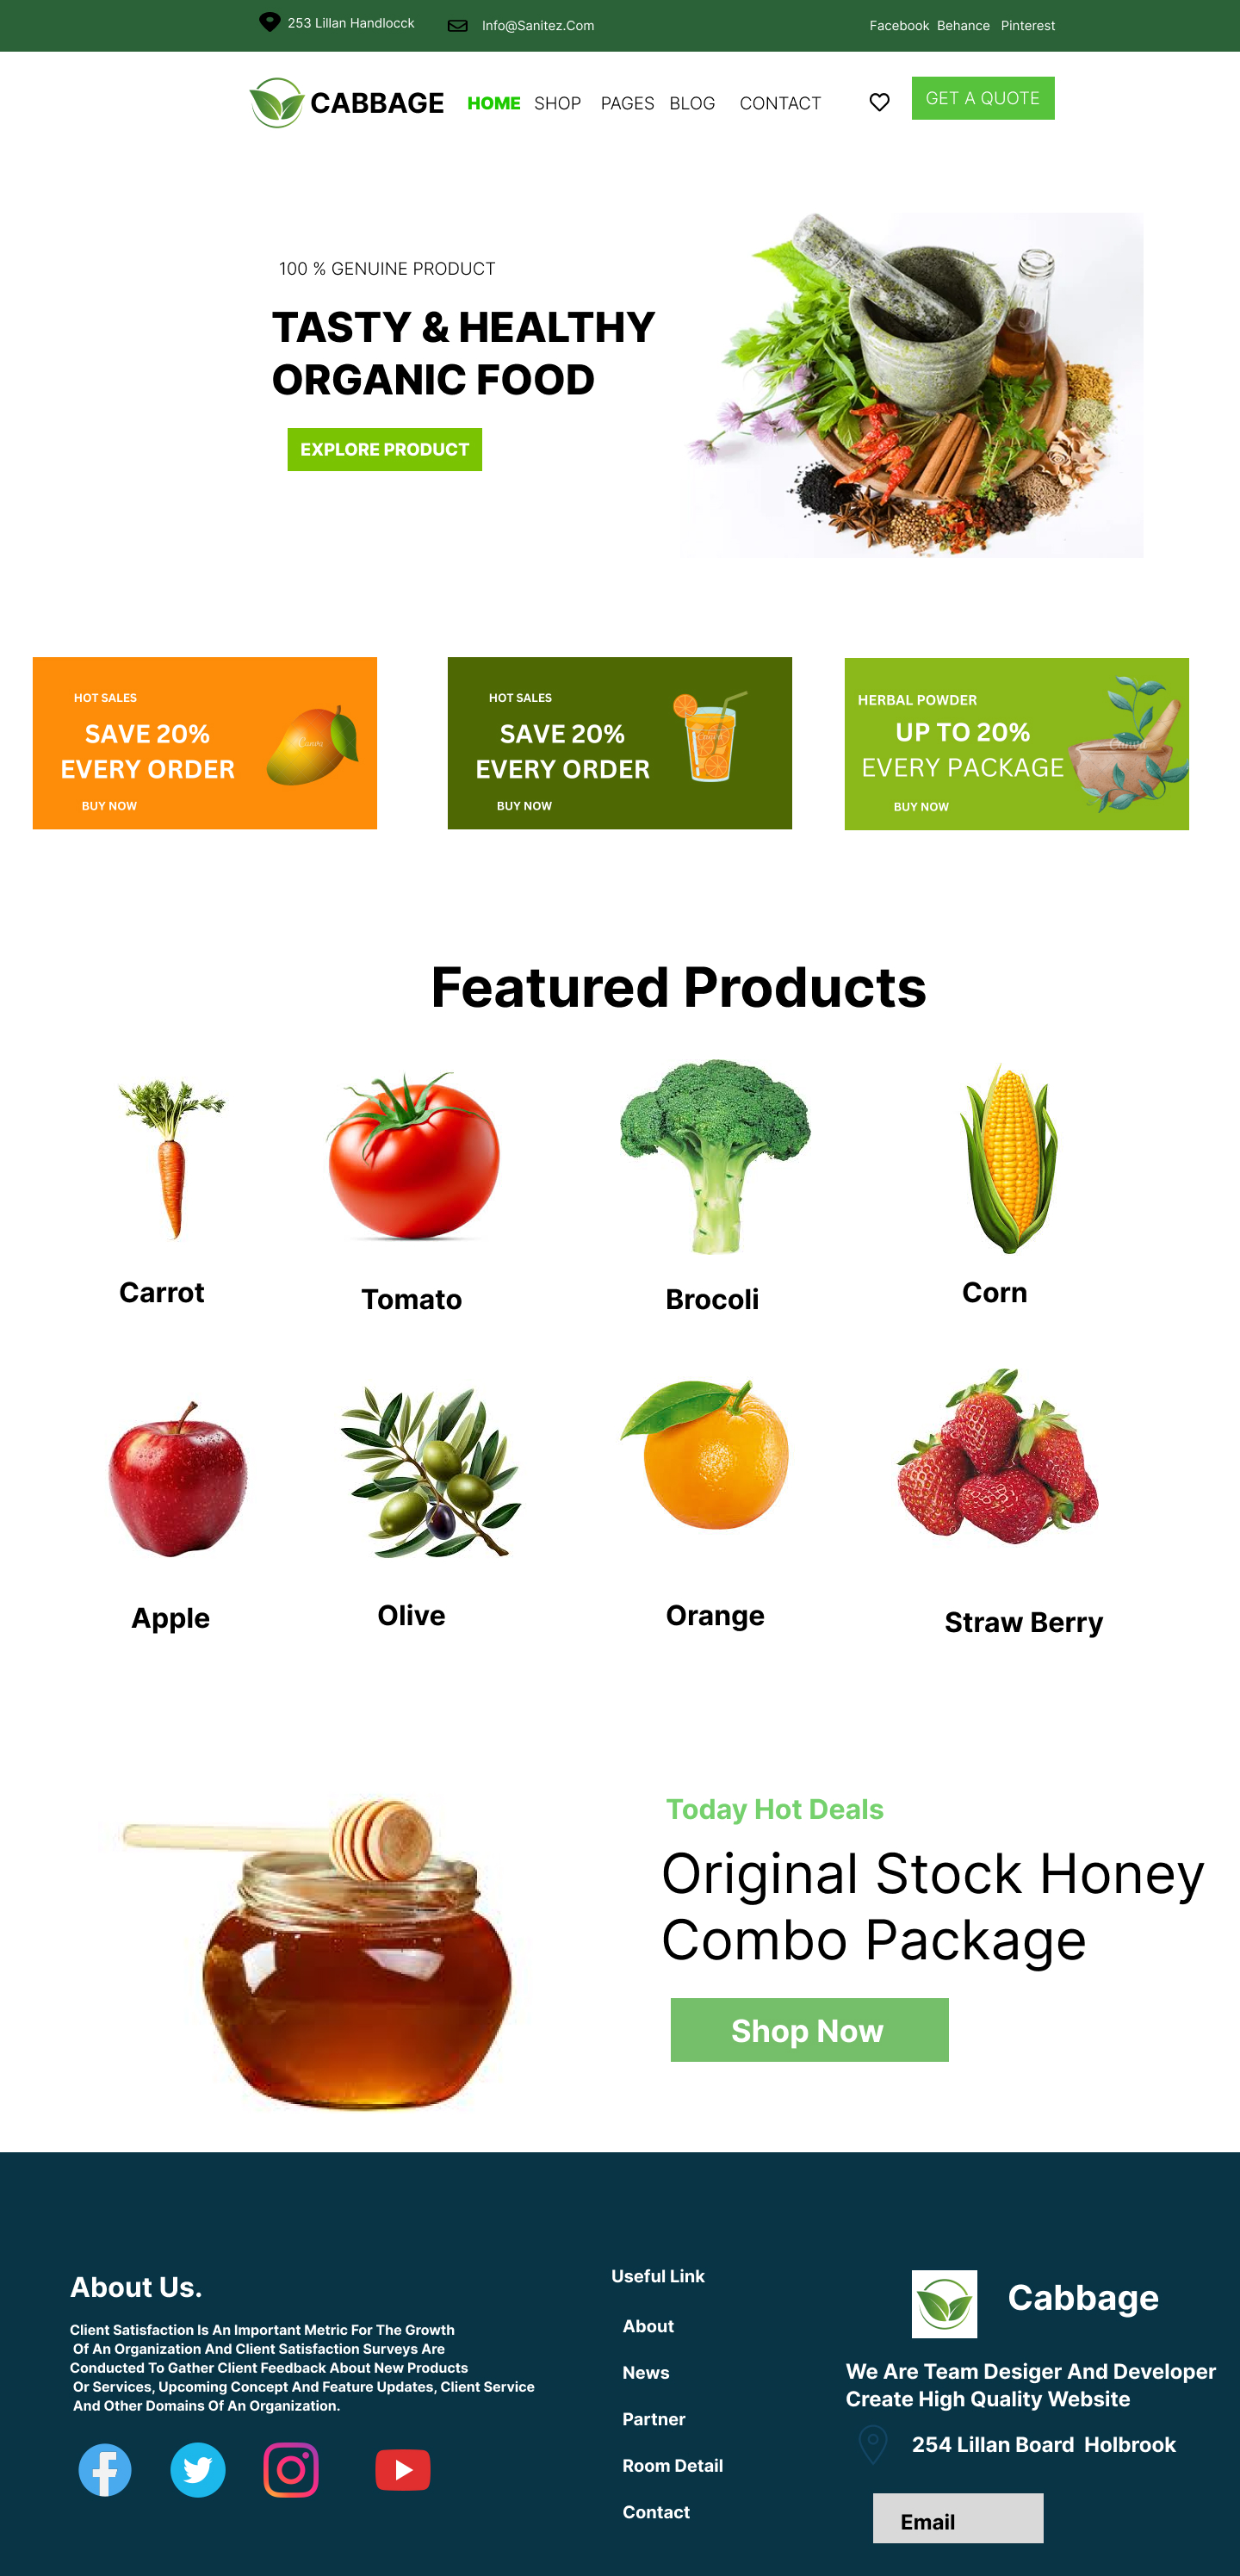 253 Lillan Handlocck
Info@Sanitez.Com
Facebook Behance Pinterest
CABBAGE
HOME SHOP PAGES BLOG CONTACT
GET A QUOTE
100 % GENUINE PRODUCT
TASTY & HEALTHY
ORGANIC FOOD
EXPLORE PRODUCT
HOT SALES
SAVE 20%
EVERY ORDER
BUY NOW
HOT SALES
SAVE 20%
EVERY ORDER
BUY NOW
HERBAL POWDER
UP TO 20%
EVERY PACKAGE
BUY NOW
Canva
Featured Products
Carrot
Tomato
Brocoli
Corn
Apple
Olive
Orange
Straw Berry
Today Hot Deals
Original Stock Honey
Combo Package
Shop Now
About Us.
Client Satisfaction Is An Important Metric For The Growth
Of An Organization And Client Satisfaction Surveys Are
Conducted To Gather Client Feedback About New Products
Or Services, Upcoming Concept And Feature Updates, Client Service
And Other Domains Of An Organization.
Useful Link
About
News
Partner
Room Detail
Contact
Cabbage
We Are Team Desiger And Developer
Create High Quality Website
254 Lillan Board Holbrook
Email